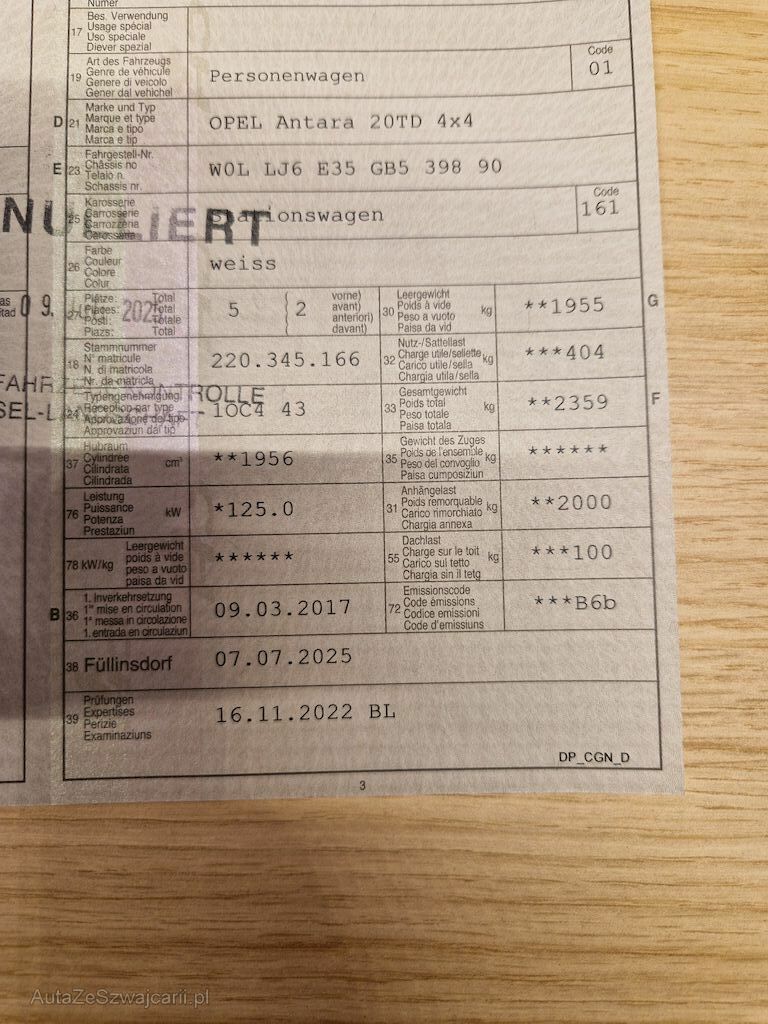 Numer
17 Bes. Verwendung
Usage spécial
Uso speciale
Diever spezial
19 Art des Fahrzeugs
Genre de véhicule
Genere di veicolo
Gener dal vehichel
Personenwagen
Code
01
D 21 Marke und Typ
Marque et type
Marca e tipo
Marca e tip
OPEL Antara 20TD 4x4
E 23 Fahrgestell-Nr.
Châssis no
Telaio n.
Schassis nr.
W0L LJ6 E35 GB5 398 90
25 Karosserie
Carrosserie
Carrozzeria
Carossaria
Stationswagen
Code
161
26 Farbe
Couleur
Colore
Colur
weiss
Plätze: Total
Places: Total
Posti: Totale
Plazs: Total
5
( 2
vorne)
avant)
anteriori)
davant)
30 Leergewicht
Poids à vide
Peso a vuoto
Paisa da vid
kg
**1955
G
18 Stammnummer
N° matricule
N. di matricola
Nr. da matricla
220.345.166
32 Nutz-/Sattellast
Charge utile/sellette
Carico utile/sella
Chargia utila/sella
kg
***404
24 Typengenehmigung
Réception par type
Approvazione del tipo
Approvaziun dal tip
1OC4 43
33 Gesamtgewicht
Poids total
Peso totale
Paisa totala
kg
**2359
F
37 Hubraum
Cylindrée
Cilindrata
Cilindrada
cm³
**1956
35 Gewicht des Zuges
Poids de l'ensemble
Peso del convoglio
Paisa cumposiziun
kg
******
76 Leistung
Puissance
Potenza
Prestaziun
kW
*125.0
31 Anhängelast
Poids remorquable
Carico rimorchiato
Chargia annexa
kg
**2000
78 kW/kg
Leergewicht
poids à vide
peso a vuoto
paisa da vid
******
55 Dachlast
Charge sur le toit
Carico sul tetto
Chargia sin il tetg
kg
***100
B 36 1. Inverkehrsetzung
1re mise en circulation
1a messa in circolazione
1. entrada en circulaziun
09.03.2017
72 Emissionscode
Code émissions
Codice emissioni
Code d'emissiuns
***B6b
38 Füllinsdorf
07.07.2025
39 Prüfungen
Expertises
Perizie
Examinaziuns
16.11.2022 BL
DP_CGN_D
3
AutaZeSzwajcarii.pl